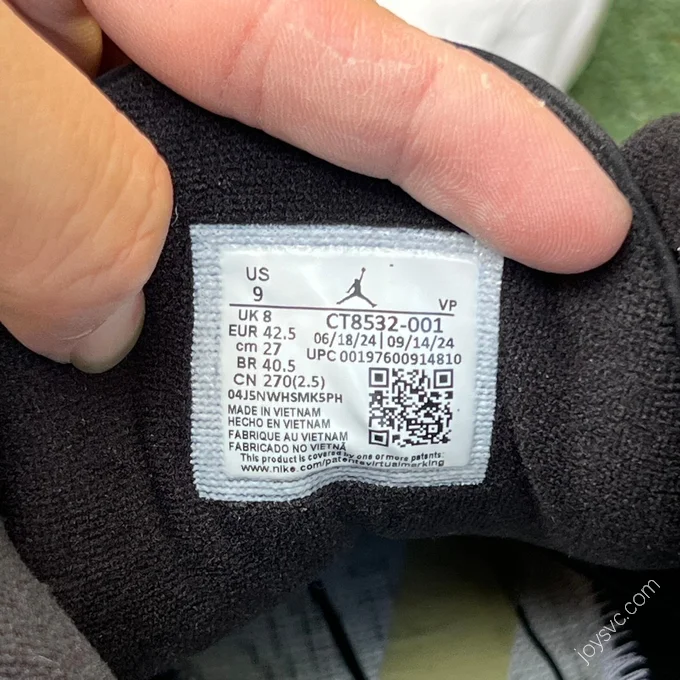 US
9
VP
UK 8
CT8532-001
EUR 42.5
06/18/24 | 09/14/24
cm 27
UPC 00197600914810
BR 40.5
CN 270(2.5)
04J5NWHSMK5PH
MADE IN VIETNAM
HECHO EN VIETNAM
FABRIQUE AU VIETNAM
FABRICADO NO VIETNÃ
This product is covered by one or more patents:
www.nike.com/patentsvirtualmarking
joysvc.com